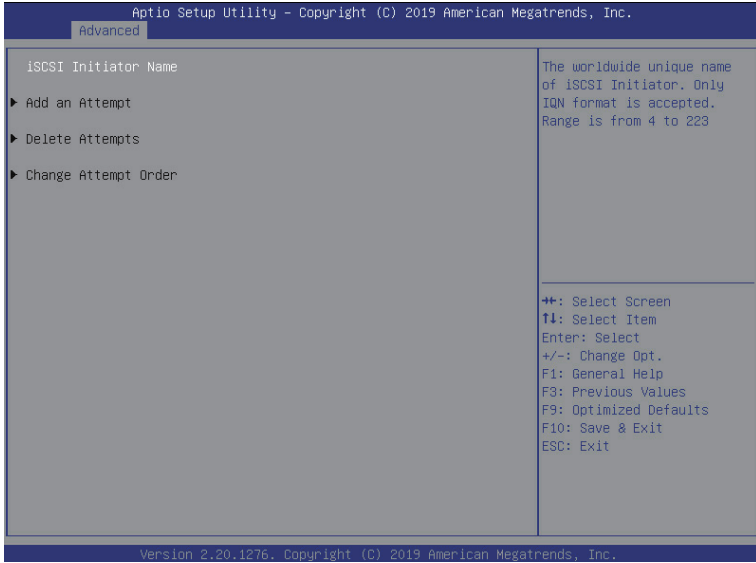 Aptio Setup Utility – Copyright (C) 2019 American Megatrends, Inc.
Advanced
iSCSI Initiator Name
▶ Add an Attempt
▶ Delete Attempts
▶ Change Attempt Order
The worldwide unique name
of iSCSI Initiator. Only
IQN format is accepted.
Range is from 4 to 223
→←: Select Screen
↑↓: Select Item
Enter: Select
+/-: Change Opt.
F1: General Help
F3: Previous Values
F9: Optimized Defaults
F10: Save & Exit
ESC: Exit
Version 2.20.1276. Copyright (C) 2019 American Megatrends, Inc.